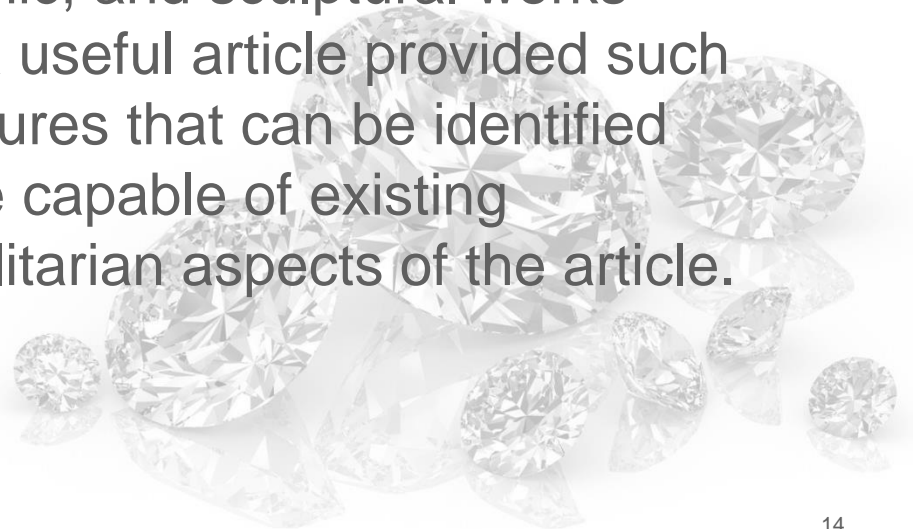 hic, and sculptural works
useful article provided such
ures that can be identified
e capable of existing
litarian aspects of the article.
14